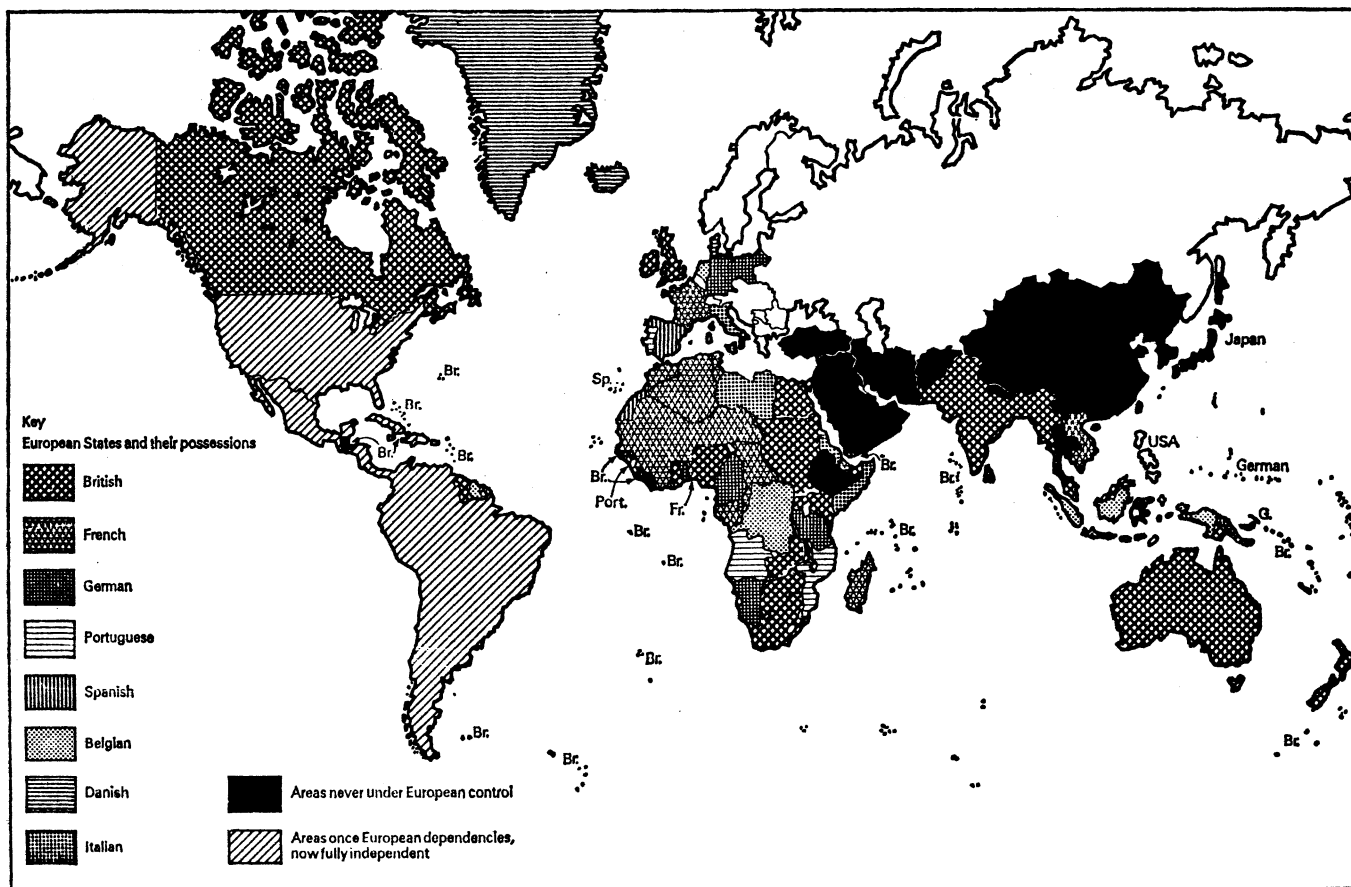 Japan
Br.
Sp.
Br.
Br.
USA
Key
European States and their possessions
Br.
Br.
Br.
German
British
Br.
Port.
Fr.
G.
Br.
French
Br.
Br.
Br.
German
Portuguese
Br.
Spanish
Br.
Br.
Belgian
Br.
Danish
Areas never under European control
Italian
Areas once European dependencies,
now fully independent